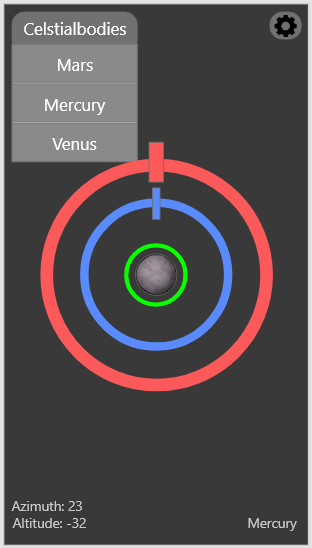 Celstialbodies
Mars
Mercury
Venus
Azimuth: 23
Altitude: -32
Mercury